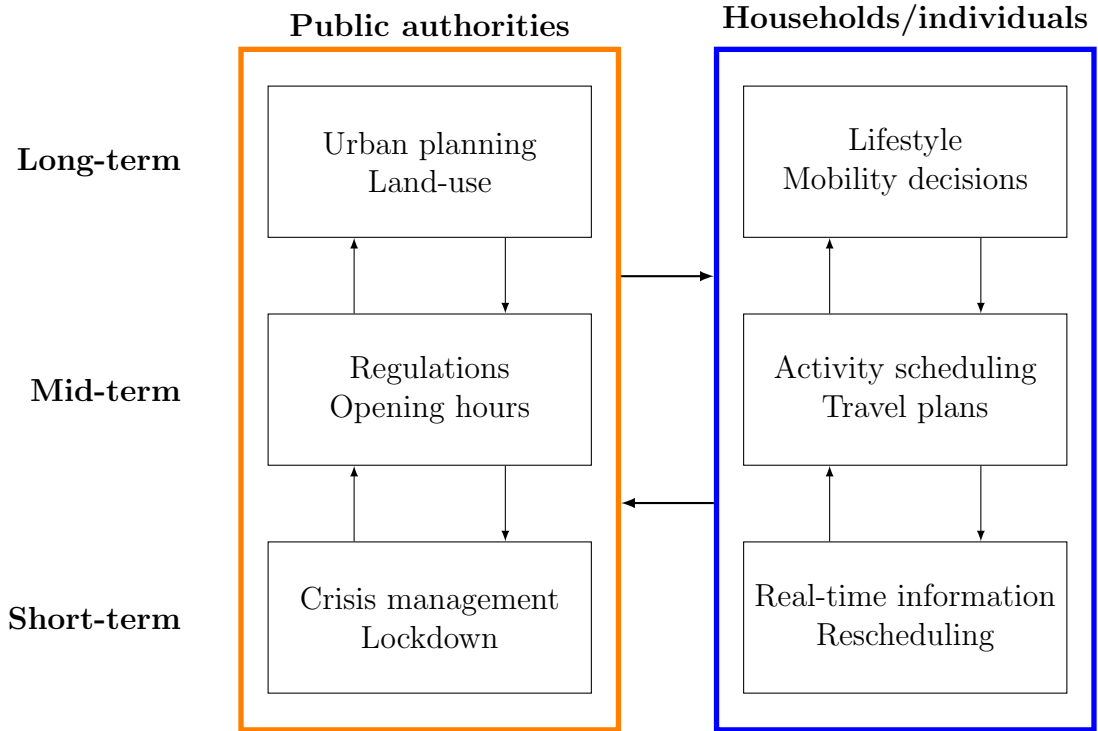 Public authorities
Households/individuals
Long-term
Urban planning
Land-use
Lifestyle
Mobility decisions
Mid-term
Regulations
Opening hours
Activity scheduling
Travel plans
Short-term
Crisis management
Lockdown
Real-time information
Rescheduling